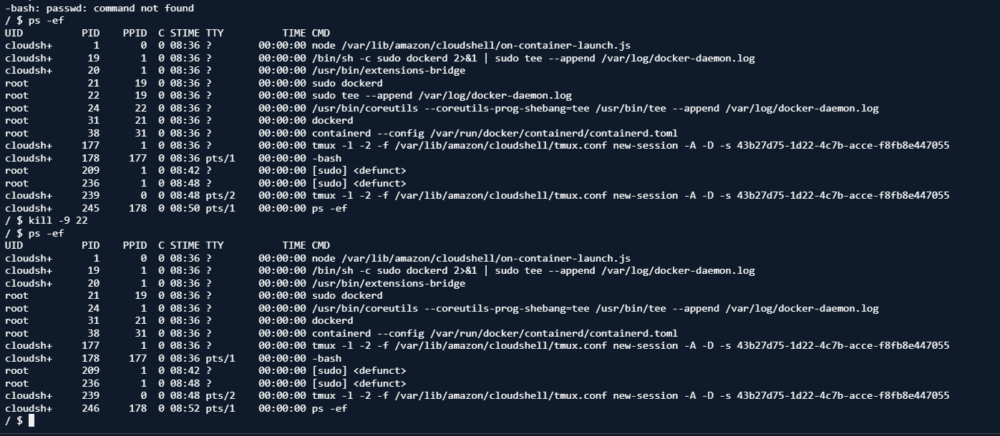 -bash: passwd: command not found
/ $ ps -ef
UID          PID    PPID  C STIME TTY          TIME CMD
cloudsh+       1       0  0 08:36 ?        00:00:00 node /var/lib/amazon/cloudshell/on-container-launch.js
cloudsh+      19       1  0 08:36 ?        00:00:00 /bin/sh -c sudo dockerd 2>&1 | sudo tee --append /var/log/docker-daemon.log
cloudsh+      20       1  0 08:36 ?        00:00:00 /usr/bin/extensions-bridge
root          21      19  0 08:36 ?        00:00:00 sudo dockerd
root          22      19  0 08:36 ?        00:00:00 sudo tee --append /var/log/docker-daemon.log
root          24      22  0 08:36 ?        00:00:00 /usr/bin/coreutils --coreutils-prog-shebang=tee /usr/bin/tee --append /var/log/docker-daemon.log
root          31      21  0 08:36 ?        00:00:00 dockerd
root          38      31  0 08:36 ?        00:00:00 containerd --config /var/run/docker/containerd/containerd.toml
cloudsh+     177       1  0 08:36 ?        00:00:00 tmux -l -2 -f /var/lib/amazon/cloudshell/tmux.conf new-session -A -D -s 43b27d75-1d22-4c7b-acce-f8fb8e447055
cloudsh+     178     177  0 08:36 pts/1    00:00:00 -bash
root         209       1  0 08:42 ?        00:00:00 [sudo] <defunct>
root         236       1  0 08:48 ?        00:00:00 [sudo] <defunct>
cloudsh+     239       0  0 08:48 pts/2    00:00:00 tmux -l -2 -f /var/lib/amazon/cloudshell/tmux.conf new-session -A -D -s 43b27d75-1d22-4c7b-acce-f8fb8e447055
cloudsh+     245     178  0 08:50 pts/1    00:00:00 ps -ef
/ $ kill -9 22
/ $ ps -ef
UID          PID    PPID  C STIME TTY          TIME CMD
cloudsh+       1       0  0 08:36 ?        00:00:00 node /var/lib/amazon/cloudshell/on-container-launch.js
cloudsh+      19       1  0 08:36 ?        00:00:00 /bin/sh -c sudo dockerd 2>&1 | sudo tee --append /var/log/docker-daemon.log
cloudsh+      20       1  0 08:36 ?        00:00:00 /usr/bin/extensions-bridge
root          21      19  0 08:36 ?        00:00:00 sudo dockerd
root          24       1  0 08:36 ?        00:00:00 /usr/bin/coreutils --coreutils-prog-shebang=tee /usr/bin/tee --append /var/log/docker-daemon.log
root          31      21  0 08:36 ?        00:00:00 dockerd
root          38      31  0 08:36 ?        00:00:00 containerd --config /var/run/docker/containerd/containerd.toml
cloudsh+     177       1  0 08:36 ?        00:00:00 tmux -l -2 -f /var/lib/amazon/cloudshell/tmux.conf new-session -A -D -s 43b27d75-1d22-4c7b-acce-f8fb8e447055
cloudsh+     178     177  0 08:36 pts/1    00:00:00 -bash
root         209       1  0 08:42 ?        00:00:00 [sudo] <defunct>
root         236       1  0 08:48 ?        00:00:00 [sudo] <defunct>
cloudsh+     239       0  0 08:48 pts/2    00:00:00 tmux -l -2 -f /var/lib/amazon/cloudshell/tmux.conf new-session -A -D -s 43b27d75-1d22-4c7b-acce-f8fb8e447055
cloudsh+     246     178  0 08:52 pts/1    00:00:00 ps -ef
/ $